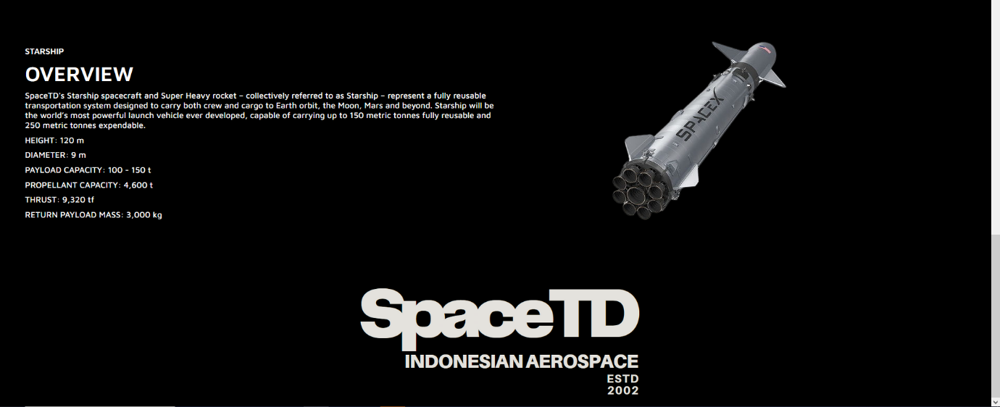 STARSHIP
OVERVIEW
SpaceTD's Starship spacecraft and Super Heavy rocket – collectively referred to as Starship – represent a fully reusable
transportation system designed to carry both crew and cargo to Earth orbit, the Moon, Mars and beyond. Starship will be
the world's most powerful launch vehicle ever developed, capable of carrying up to 150 metric tonnes fully reusable and
250 metric tonnes expendable.
HEIGHT: 120 m
DIAMETER: 9 m
PAYLOAD CAPACITY: 100 - 150 t
PROPELLANT CAPACITY: 4,600 t
THRUST: 9,320 tf
RETURN PAYLOAD MASS: 3,000 kg
SPACEX
SpaceTD
INDONESIAN AEROSPACE
ESTD
2002